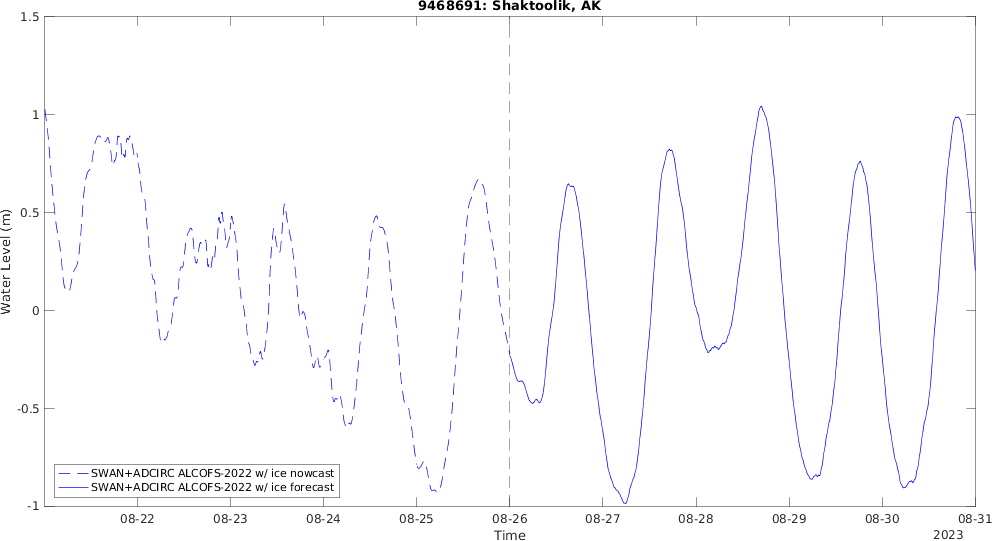 9468691: Shaktoolik, AK
1.5
1
0.5
0
-0.5
-1
Water Level (m)
SWAN+ADCIRC ALCOFS-2022 w/ ice nowcast
SWAN+ADCIRC ALCOFS-2022 w/ ice forecast
08-22 08-23 08-24 08-25 08-26 08-27 08-28 08-29 08-30 08-31
Time
2023